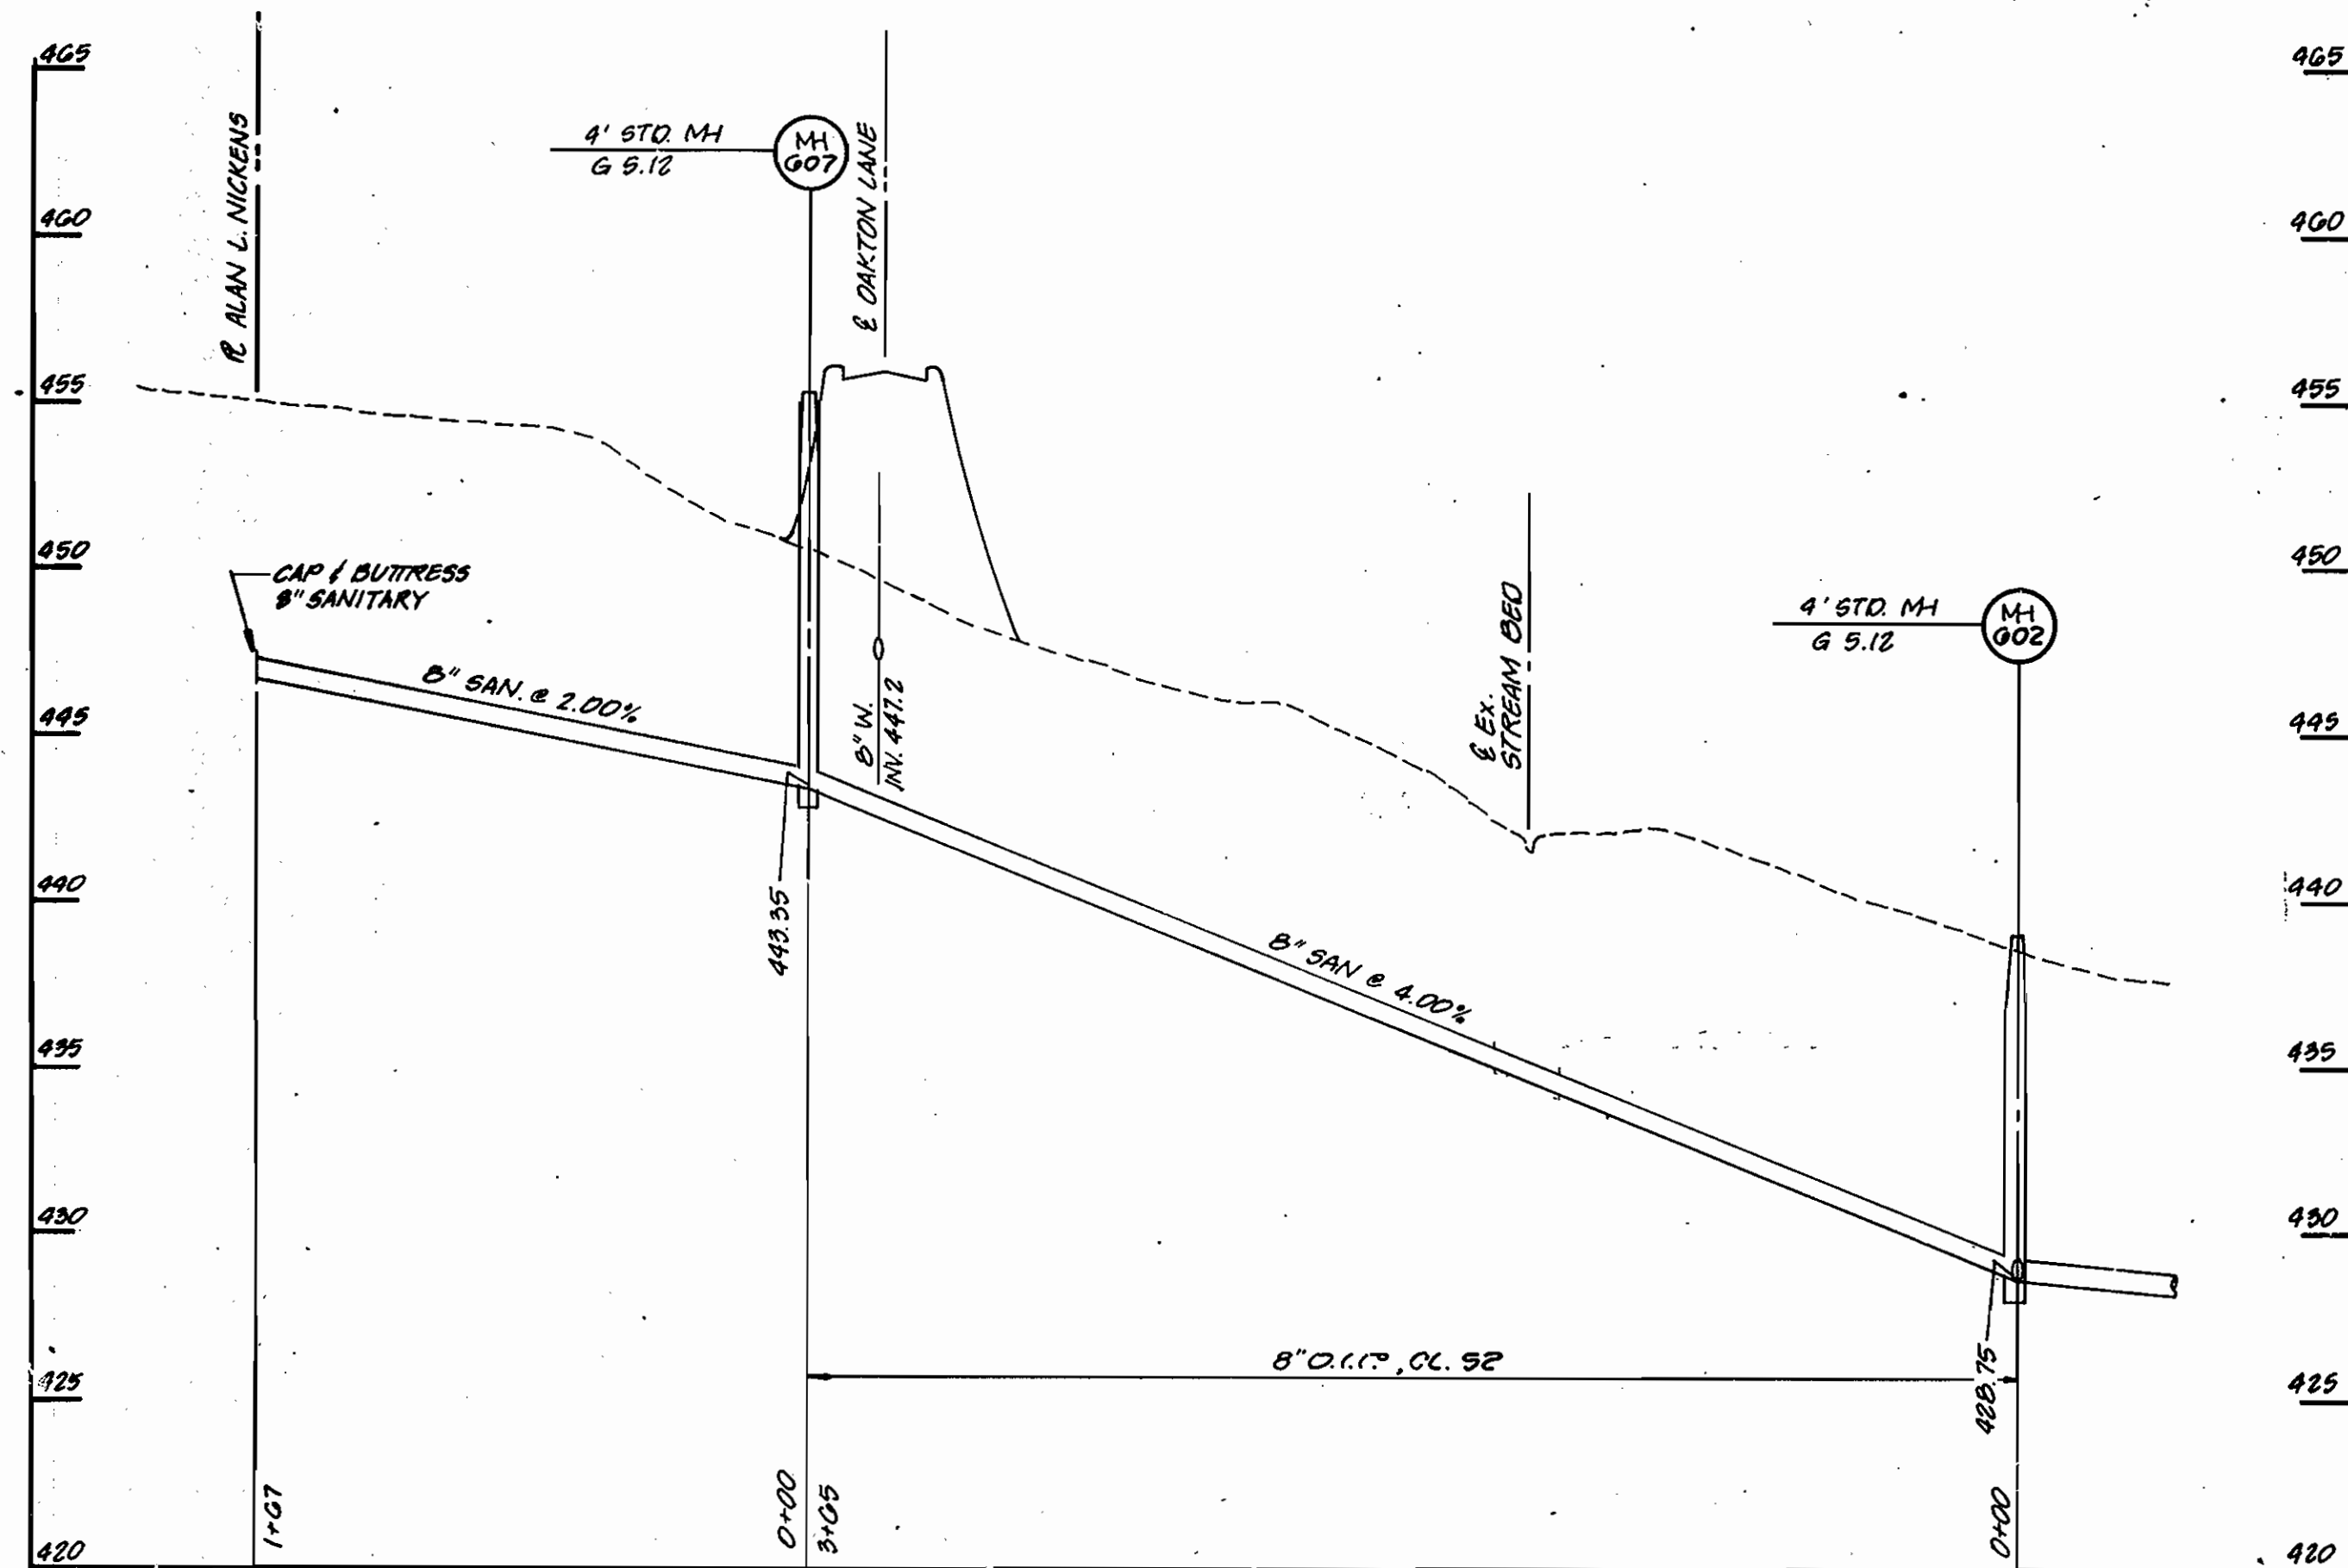 465
460
455
450
445
440
435
430
425
420
℄ ALAN L. NICKENS
4' STD. MH
G 5.12
MH
607
℄ OAKTON LANE
CAP & BUTTRESS
8" SANITARY
8" SAN. @ 2.00%
8" W.
INV. 447.2
443.35
℄ EX.
STREAM BED
4' STD. MH
G 5.12
MH
602
8" SAN @ 4.00%
8" D.I.P., CL. 52
428.75
1+67
0+00
3+65
0+00
465
460
455
450
445
440
435
430
425
420